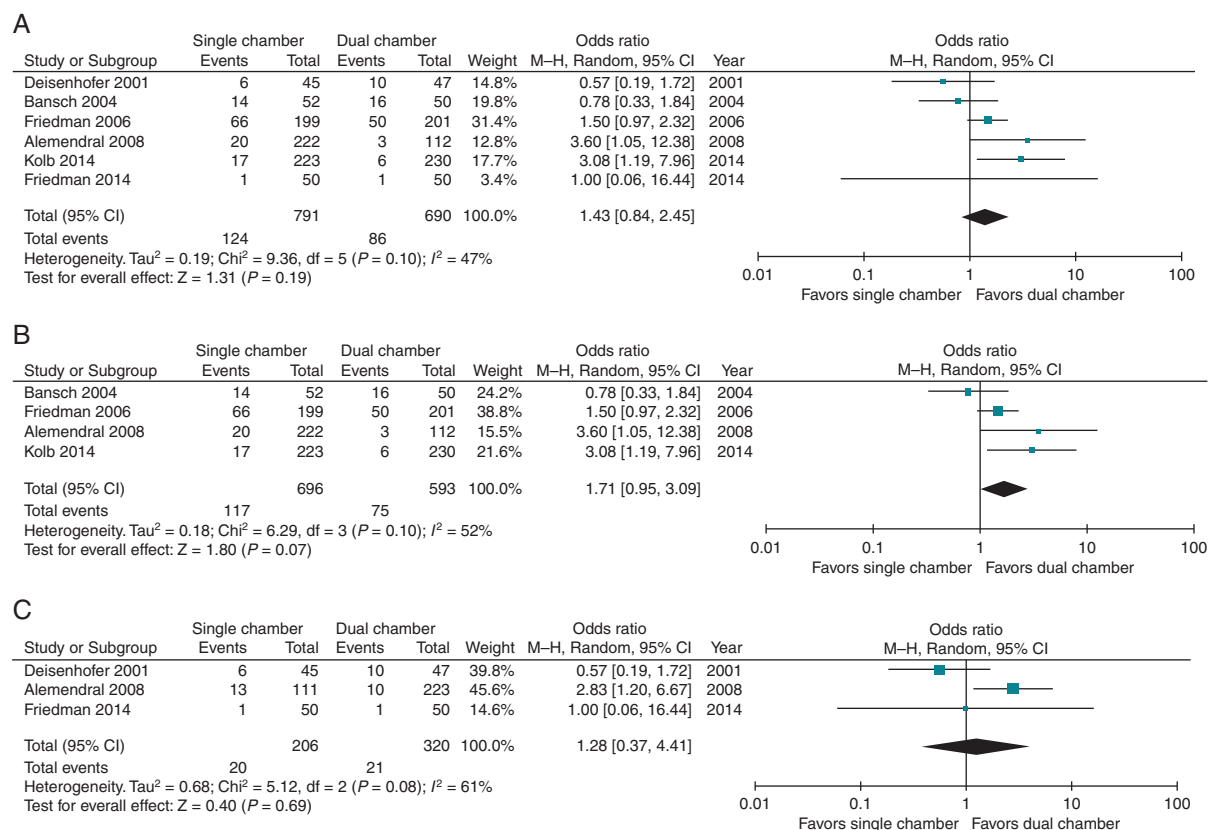 A
Single chamber Dual chamber Odds ratio Odds ratio
Study or Subgroup Events Total Events Total Weight M–H, Random, 95% CI Year M–H, Random, 95% CI
Deisenhofer 2001 6 45 10 47 14.8% 0.57 [0.19, 1.72] 2001
Bansch 2004 14 52 16 50 19.8% 0.78 [0.33, 1.84] 2004
Friedman 2006 66 199 50 201 31.4% 1.50 [0.97, 2.32] 2006
Alemendral 2008 20 222 3 112 12.8% 3.60 [1.05, 12.38] 2008
Kolb 2014 17 223 6 230 17.7% 3.08 [1.19, 7.96] 2014
Friedman 2014 1 50 1 50 3.4% 1.00 [0.06, 16.44] 2014
Total (95% CI) 791 690 100.0% 1.43 [0.84, 2.45]
Total events 124 86
Heterogeneity. Tau² = 0.19; Chi² = 9.36, df = 5 (P = 0.10); I² = 47%
Test for everall effect: Z = 1.31 (P = 0.19)
0.01 0.1 1 10 100
Favors single chamber Favors dual chamber
B
Single chamber Dual chamber Odds ratio Odds ratio
Study or Subgroup Events Total Events Total Weight M–H, Random, 95% CI Year M–H, Random, 95% CI
Bansch 2004 14 52 16 50 24.2% 0.78 [0.33, 1.84] 2004
Friedman 2006 66 199 50 201 38.8% 1.50 [0.97, 2.32] 2006
Alemendral 2008 20 222 3 112 15.5% 3.60 [1.05, 12.38] 2008
Kolb 2014 17 223 6 230 21.6% 3.08 [1.19, 7.96] 2014
Total (95% CI) 696 593 100.0% 1.71 [0.95, 3.09]
Total events 117 75
Heterogeneity. Tau² = 0.18; Chi² = 6.29, df = 3 (P = 0.10); I² = 52%
Test for everall effect: Z = 1.80 (P = 0.07)
0.01 0.1 1 10 100
Favors single chamber Favors dual chamber
C
Single chamber Dual chamber Odds ratio Odds ratio
Study or Subgroup Events Total Events Total Weight M–H, Random, 95% CI Year M–H, Random, 95% CI
Deisenhofer 2001 6 45 10 47 39.8% 0.57 [0.19, 1.72] 2001
Alemendral 2008 13 111 10 223 45.6% 2.83 [1.20, 6.67] 2008
Friedman 2014 1 50 1 50 14.6% 1.00 [0.06, 16.44] 2014
Total (95% CI) 206 320 100.0% 1.28 [0.37, 4.41]
Total events 20 21
Heterogeneity. Tau² = 0.68; Chi² = 5.12, df = 2 (P = 0.08); I² = 61%
Test for everall effect: Z = 0.40 (P = 0.69)
0.01 0.1 1 10 100
Favors single chamber Favors dual chamber